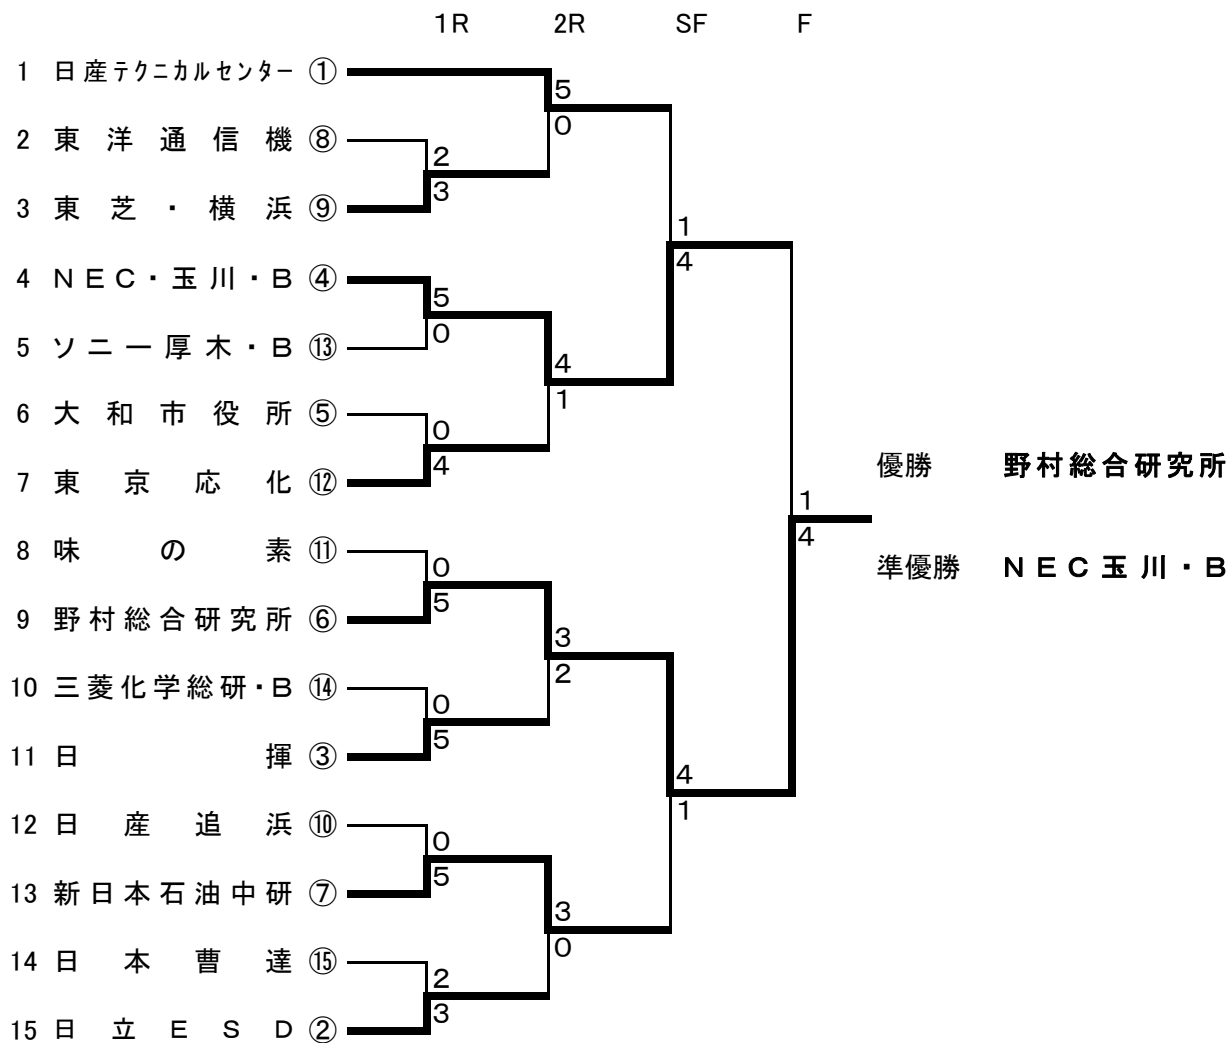 1R 2R SF F
1 日産テクニカルセンター ①
5
0
2 東洋通信機 ⑧
2
3
3 東芝・横浜 ⑨
1
4
4 NEC・玉川・B ④
5
0
5 ソニー厚木・B ⑬
4
1
6 大和市役所 ⑤
0
4
7 東京応化 ⑫
優勝 野村総合研究所
1
4
8 味の素 ⑪
準優勝 NEC玉川・B
0
5
9 野村総合研究所 ⑥
3
2
10 三菱化学総研・B ⑭
0
5
11 日揮 ③
4
1
12 日産追浜 ⑩
0
5
13 新日本石油中研 ⑦
3
0
14 日本曹達 ⑮
2
3
15 日立ESD ②